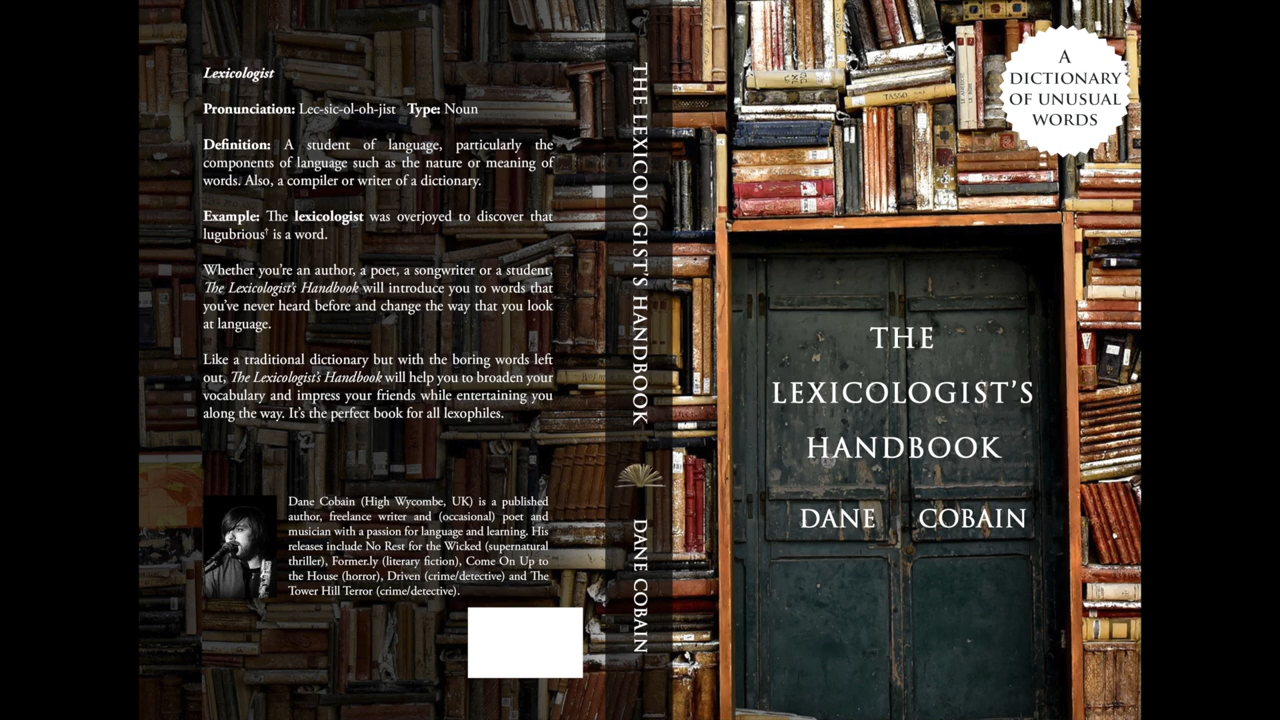 Lexicologist
Pronunciation: Lec-sic-ol-oh-jist Type: Noun
Definition: A student of language, particularly the
components of language such as the nature or meaning of
words. Also, a compiler or writer of a dictionary.
Example: The lexicologist was overjoyed to discover that
lugubrious† is a word.
Whether you're an author, a poet, a songwriter or a student,
The Lexicologist's Handbook will introduce you to words that
you've never heard before and change the way that you look
at language.
Like a traditional dictionary but with the boring words left
out, The Lexicologist's Handbook will help you to broaden your
vocabulary and impress your friends while entertaining you
along the way. It's the perfect book for all lexophiles.
Dane Cobain (High Wycombe, UK) is a published
author, freelance writer and (occasional) poet and
musician with a passion for language and learning. His
releases include No Rest for the Wicked (supernatural
thriller), Former.ly (literary fiction), Come On Up to
the House (horror), Driven (crime/detective) and The
Tower Hill Terror (crime/detective).
THE LEXICOLOGIST'S HANDBOOK
DANE COBAIN
A
DICTIONARY
OF UNUSUAL
WORDS
TASSO
THE
LEXICOLOGIST'S
HANDBOOK
DANE COBAIN